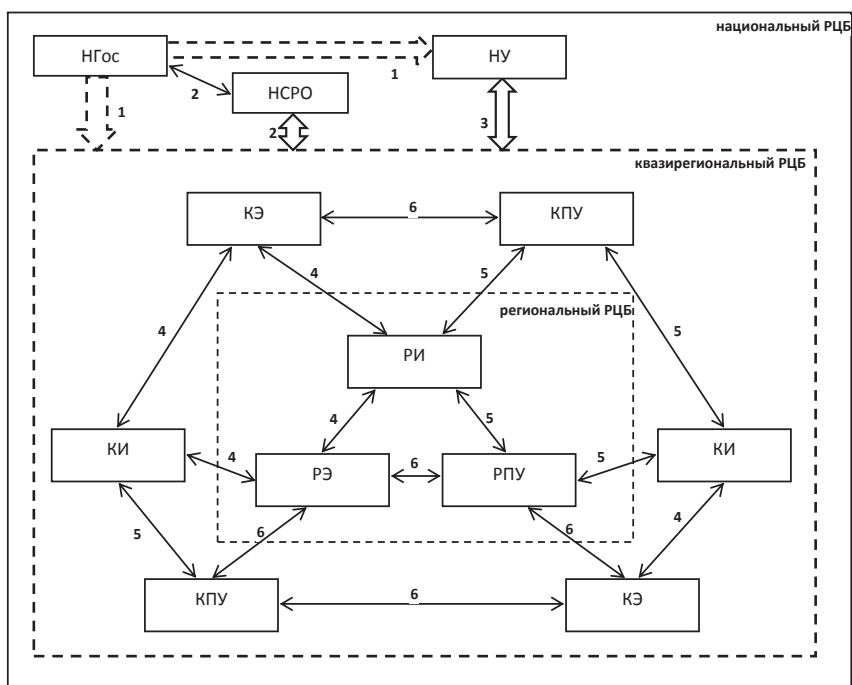 национальный РЦБ
НГос
НУ
1
2
НСРО
1
2
3
квазирегиональный РЦБ
КЭ
6
КПУ
4
5
региональный РЦБ
4
5
РИ
4
5
КИ
4
РЭ
6
РПУ
5
КИ
5
6
6
4
КПУ
6
КЭ